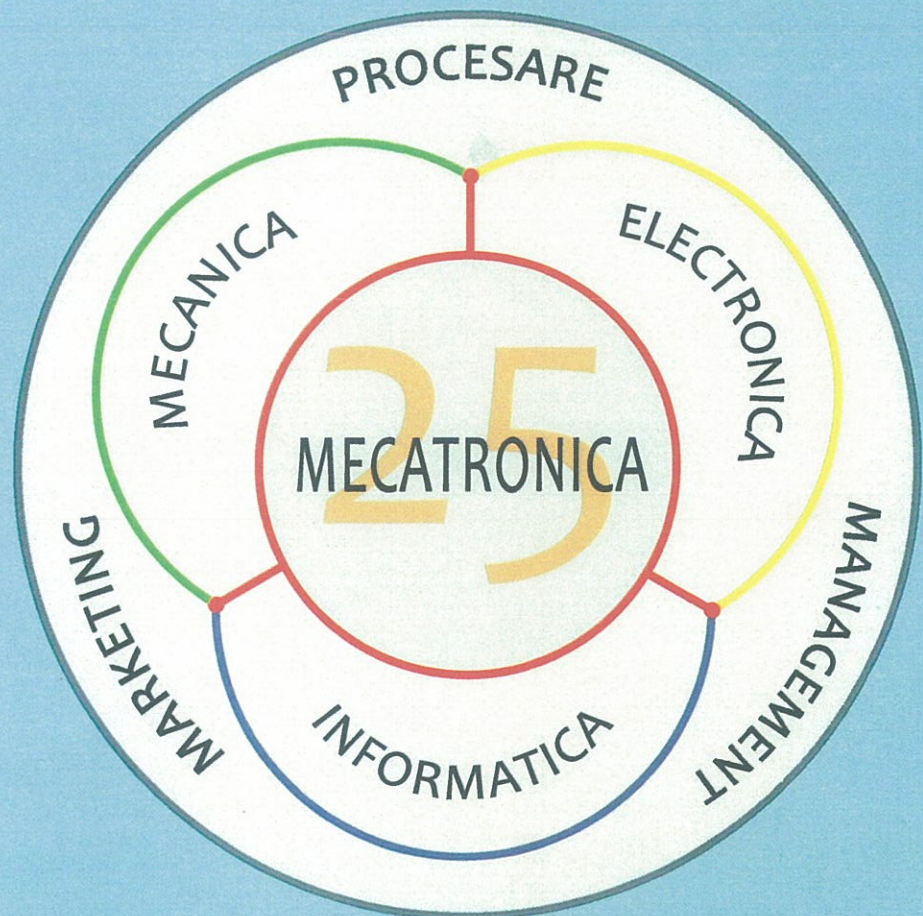 PROCESARE
MECANICA
ELECTRONICA
25
MECATRONICA
MARKETING
MANAGEMENT
INFORMATICA